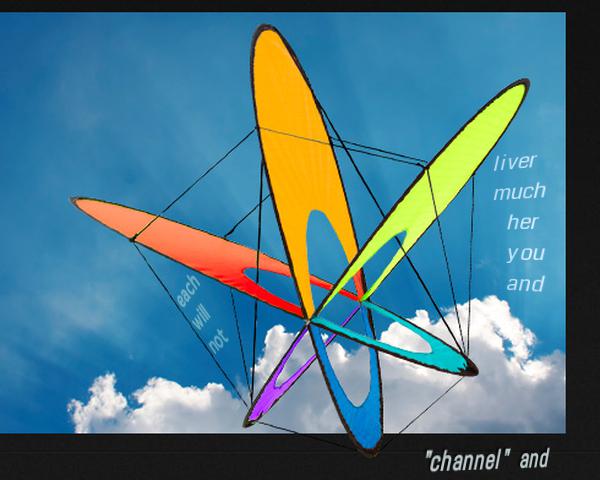 liver
much
her
you
and
each
will
not
"channel" and